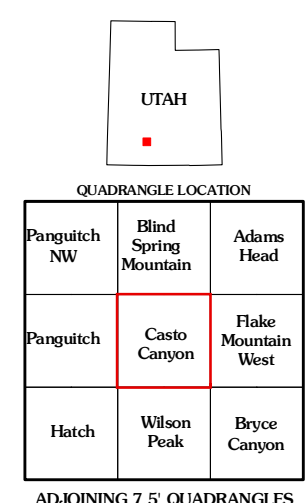 UTAH
QUADRANGLE LOCATION
Panguitch
NW
Blind
Spring
Mountain
Adams
Head
Panguitch
Casto
Canyon
Flake
Mountain
West
Hatch
Wilson
Peak
Bryce
Canyon
ADJOINING 7.5' QUADRANGLES